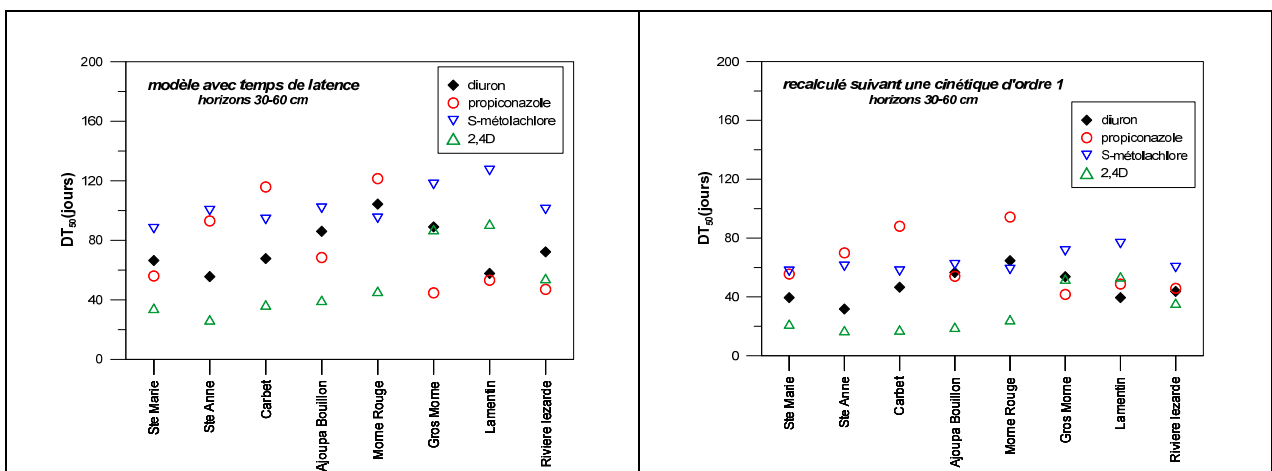 200
160
120
80
40
0
DT50(jours)
modèle avec temps de latence
horizons 30-60 cm
diuron
propiconazole
S-métolachlore
2,4D
Ste Marie
Ste Anne
Carbet
Ajoupa Bouillon
Morne Rouge
Gros Morne
Lamentin
Riviere lezarde
200
160
120
80
40
0
DT50(jours)
recalculé suivant une cinétique d'ordre 1
horizons 30-60 cm
diuron
propiconazole
S-métolachlore
2,4D
Ste Marie
Ste Anne
Carbet
Ajoupa Bouillon
Morne Rouge
Gros Morne
Lamentin
Riviere lezarde